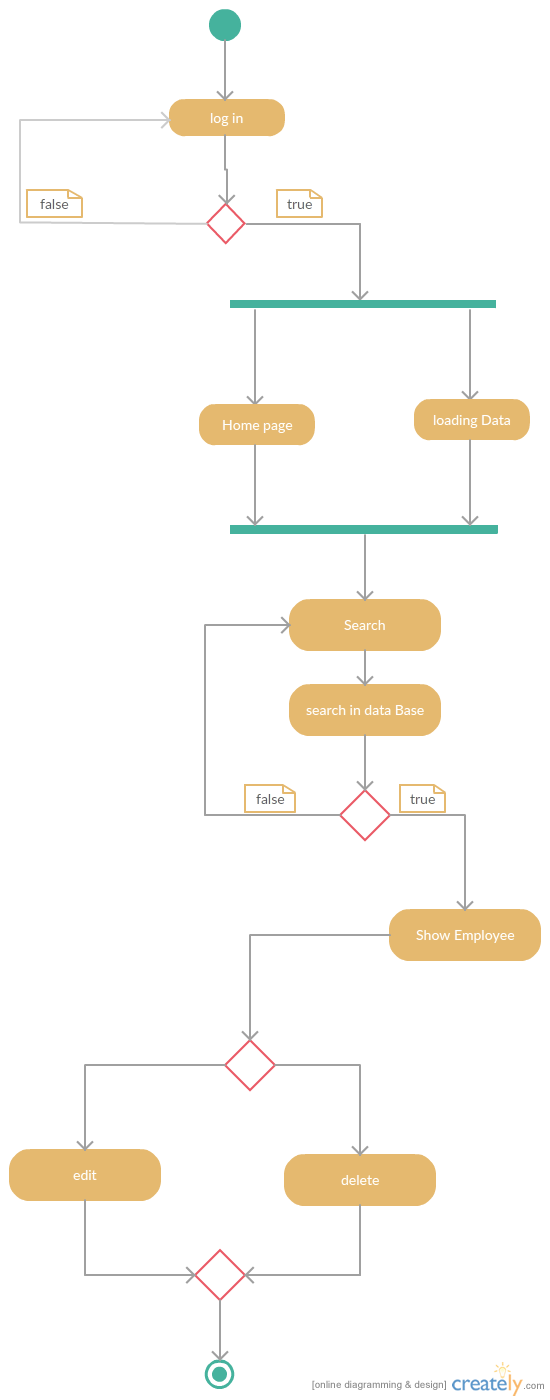 log in
false
true
Home page
loading Data
Search
search in data Base
false
true
Show Employee
edit
delete
[online diagramming & design] creately.com